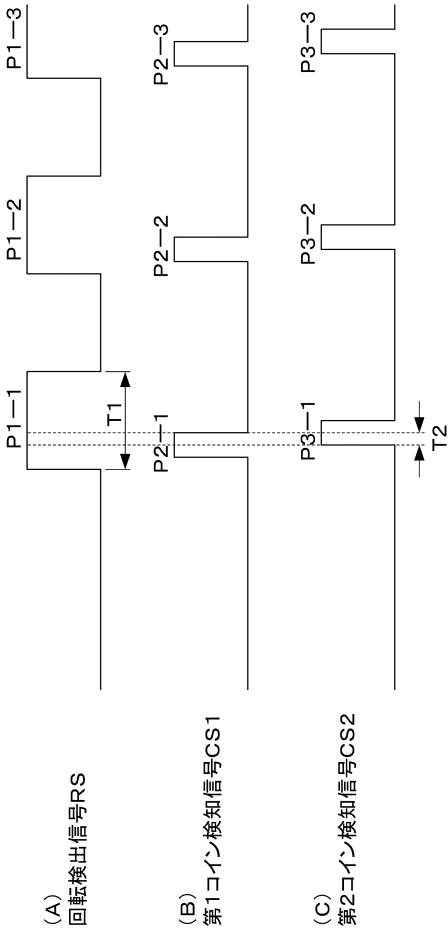 (A)
回転検出信号RS
P1—1
P1—2
P1—3
T1
(B)
第1コイン検知信号CS1
P2—1
P2—2
P2—3
(C)
第2コイン検知信号CS2
P3—1
P3—2
P3—3
T2